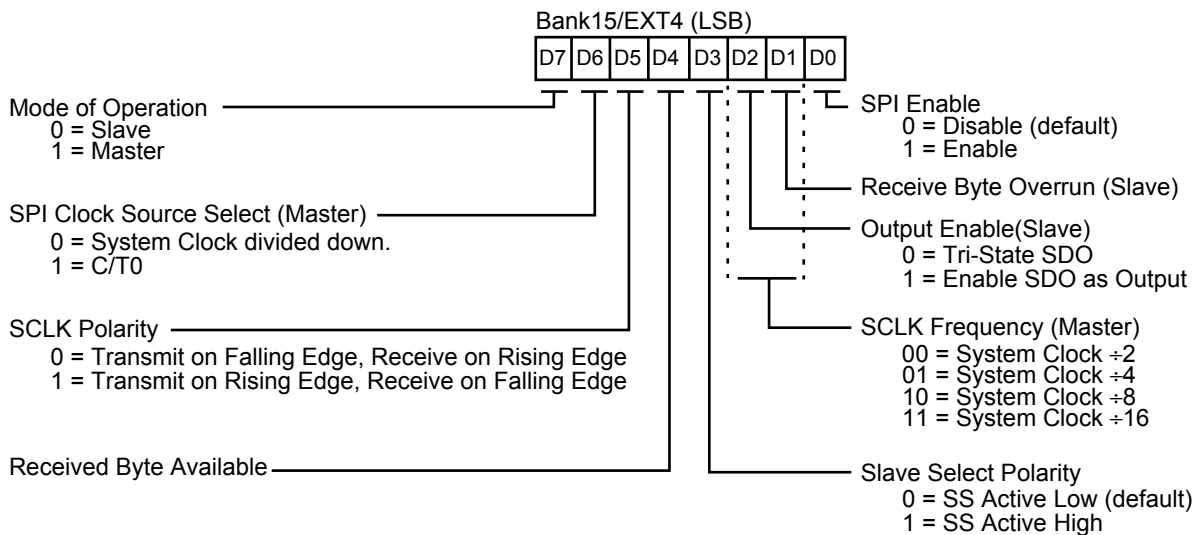 Bank15/EXT4 (LSB)
D7 D6 D5 D4 D3 D2 D1 D0
Mode of Operation
0 = Slave
1 = Master
SPI Clock Source Select (Master)
0 = System Clock divided down.
1 = C/T0
SCLK Polarity
0 = Transmit on Falling Edge, Receive on Rising Edge
1 = Transmit on Rising Edge, Receive on Falling Edge
Received Byte Available
SPI Enable
0 = Disable (default)
1 = Enable
Receive Byte Overrun (Slave)
Output Enable(Slave)
0 = Tri-State SDO
1 = Enable SDO as Output
SCLK Frequency (Master)
00 = System Clock ÷2
01 = System Clock ÷4
10 = System Clock ÷8
11 = System Clock ÷16
Slave Select Polarity
0 = SS Active Low (default)
1 = SS Active High